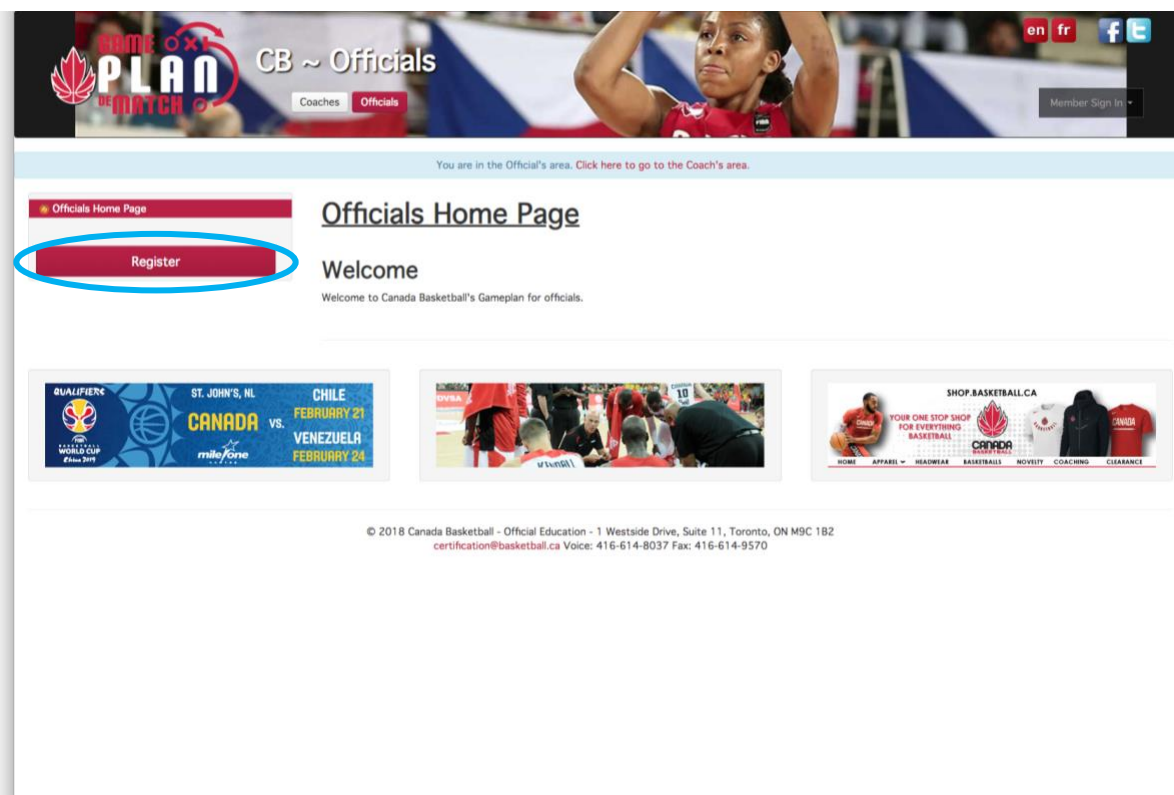 GAME
PLAN
DE MATCH
CB ~ Officials
Coaches
Officials
en
fr
Member Sign In
You are in the Official's area. Click here to go to the Coach's area.
Officials Home Page
Register
Officials Home Page
Welcome
Welcome to Canada Basketball's Gameplan for officials.
QUALIFIERS
WORLD CUP
ST. JOHN'S, NL
CANADA VS.
mile one
CHILE
FEBRUARY 21
VENEZUELA
FEBRUARY 24
10
SHOP.BASKETBALL.CA
YOUR ONE STOP SHOP
FOR EVERYTHING
BASKETBALL
CANADA
BASKETBALL
CANADA
HOME APPAREL HEADWEAR BASKETBALLS NOVELTY COACHING CLEARANCE
© 2018 Canada Basketball - Official Education - 1 Westside Drive, Suite 11, Toronto, ON M9C 1B2
certification@basketball.ca Voice: 416-614-8037 Fax: 416-614-9570